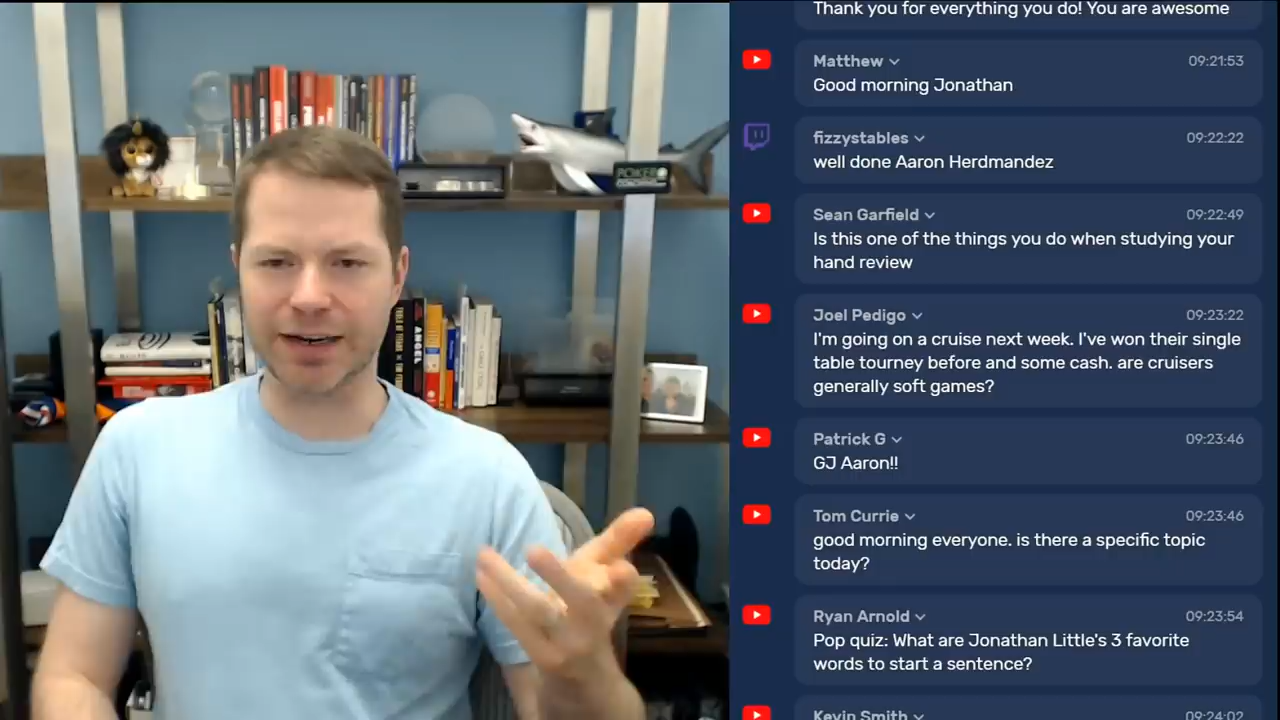 Thank you for everything you do! You are awesome
Matthew
09:21:53
Good morning Jonathan
fizzystables
09:22:22
well done Aaron Herdmandez
Sean Garfield
09:22:49
Is this one of the things you do when studying your
hand review
Joel Pedigo
09:23:22
I'm going on a cruise next week. I've won their single
table tourney before and some cash. are cruisers
generally soft games?
Patrick G
09:23:46
GJ Aaron!!
Tom Currie
09:23:46
good morning everyone. is there a specific topic
today?
Ryan Arnold
09:23:54
Pop quiz: What are Jonathan Little's 3 favorite
words to start a sentence?
Kevin Smith
09:24:02
POKER
ANGEL